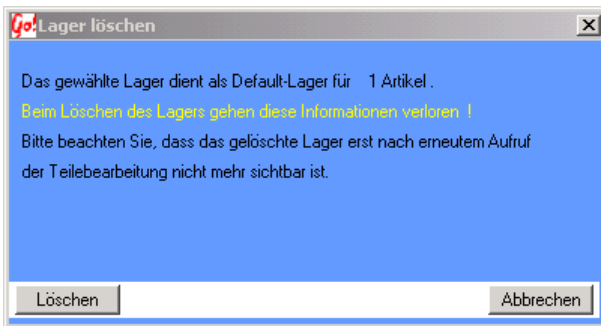 Go! Lager löschen
Das gewählte Lager dient als Default-Lager für 1 Artikel .
Beim Löschen des Lagers gehen diese Informationen verloren !
Bitte beachten Sie, dass das gelöschte Lager erst nach erneutem Aufruf
der Teilebearbeitung nicht mehr sichtbar ist.
Löschen Abbrechen